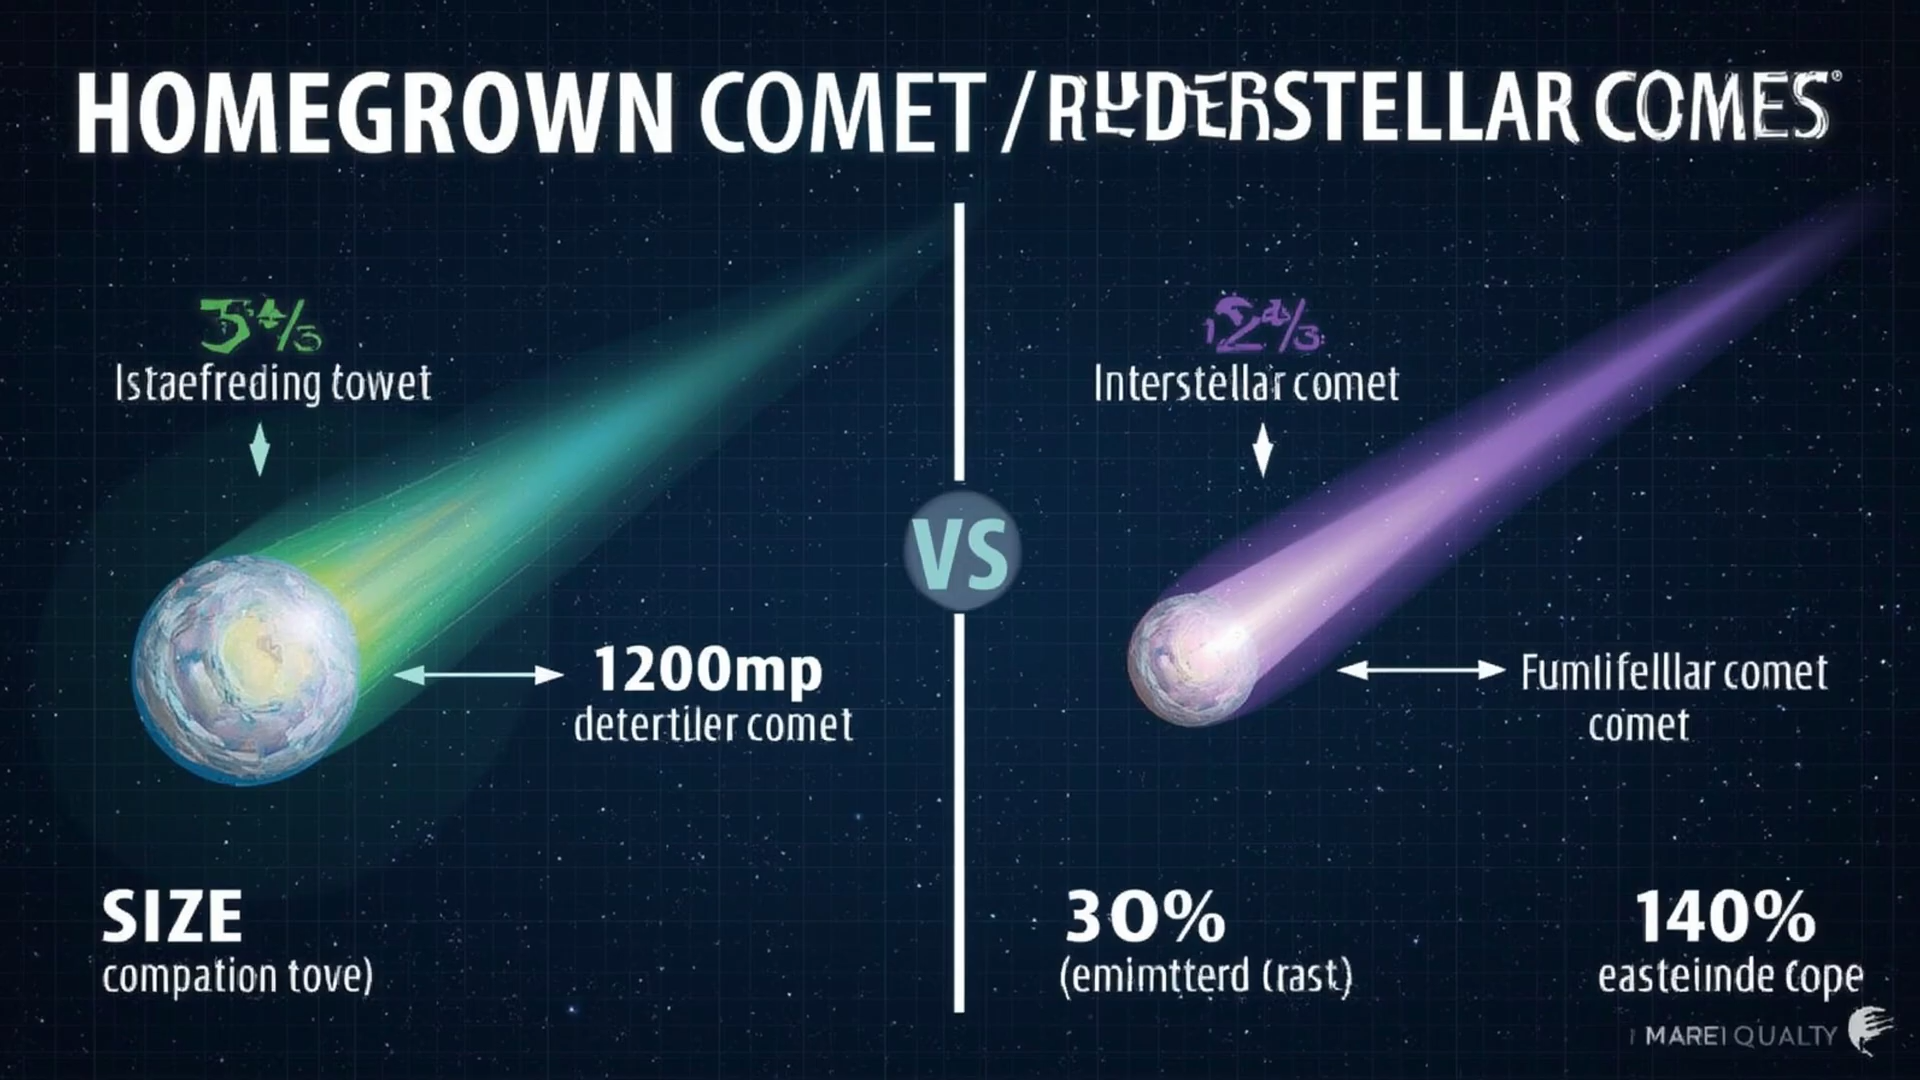 HOMEGROWN COMET / RUDERSTELLAR COMES
Istaefreding towet
Interstellar comet
VS
1200mp
detertiler comet
Fumlifelllar comet
comet
SIZE
compation tove)
30%
(emimtterd (rast)
140%
easteinde cope
MAREI QUALTY